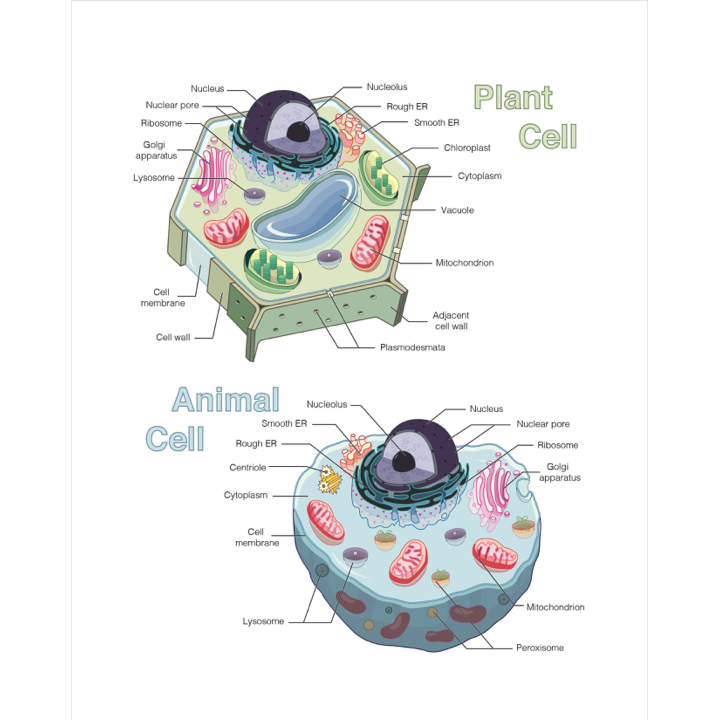 Plant
Cell
Nucleus
Nucleolus
Nuclear pore
Rough ER
Ribosome
Smooth ER
Golgi
apparatus
Chloroplast
Lysosome
Cytoplasm
Vacuole
Mitochondrion
Cell
membrane
Adjacent
cell wall
Cell wall
Plasmodesmata
Animal
Cell
Nucleolus
Nucleus
Smooth ER
Nuclear pore
Rough ER
Ribosome
Centriole
Golgi
apparatus
Cytoplasm
Cell
membrane
Mitochondrion
Lysosome
Peroxisome